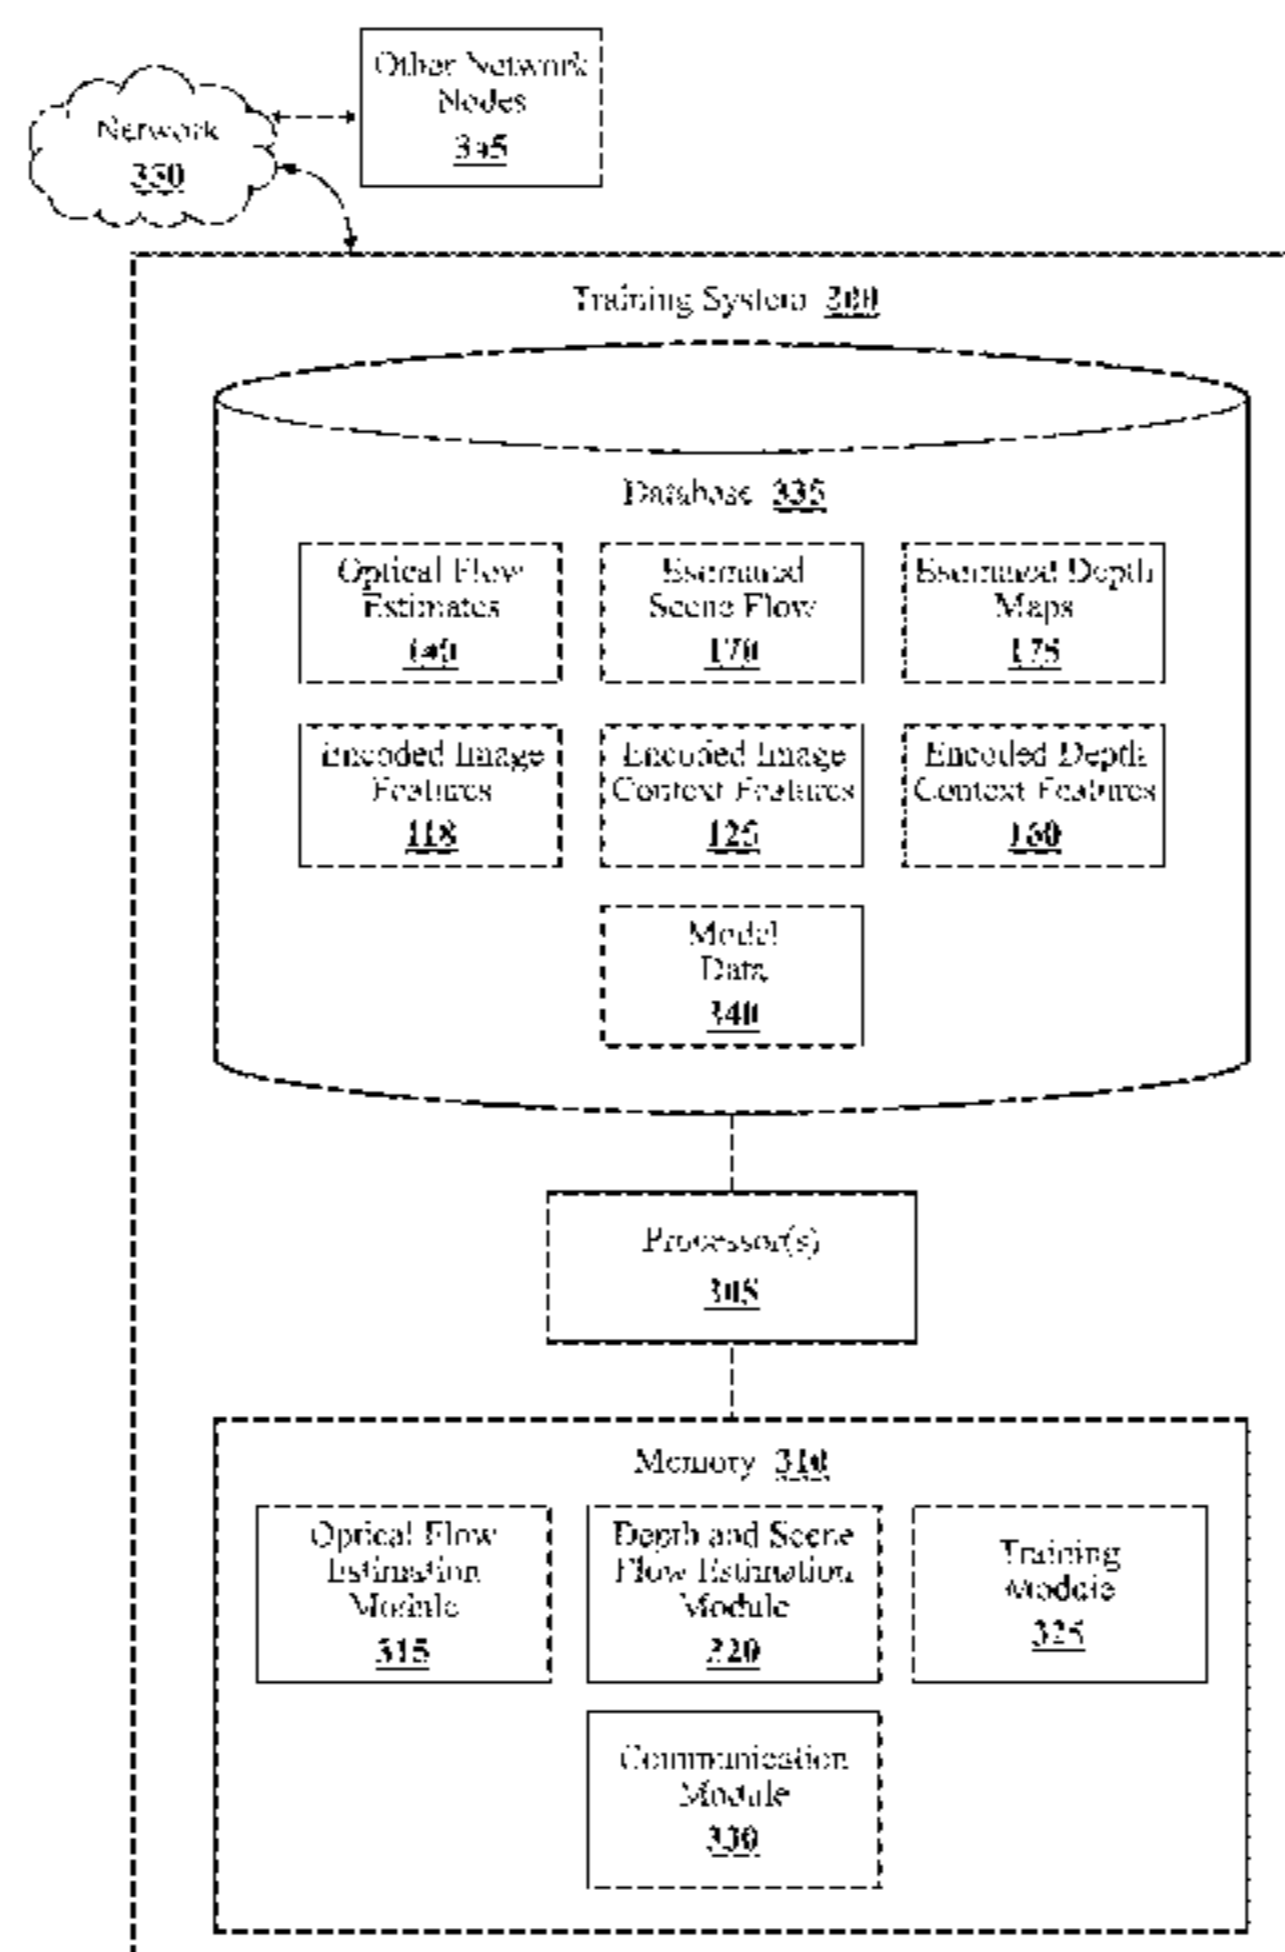 Other Network
Nodes
345
Network
350
Training System 300
Database 335
Optical Flow
Estimates
145
Estimated
Scene Flow
170
Estimated Depth
Maps
175
Encoded Image
Features
118
Encoded Image
Context Features
125
Encoded Depth
Context Features
160
Model
Data
340
Processor(s)
305
Memory 310
Optical Flow
Estimation
Module
315
Depth and Scene
Flow Estimation
Module
320
Training
Module
325
Communication
Module
330